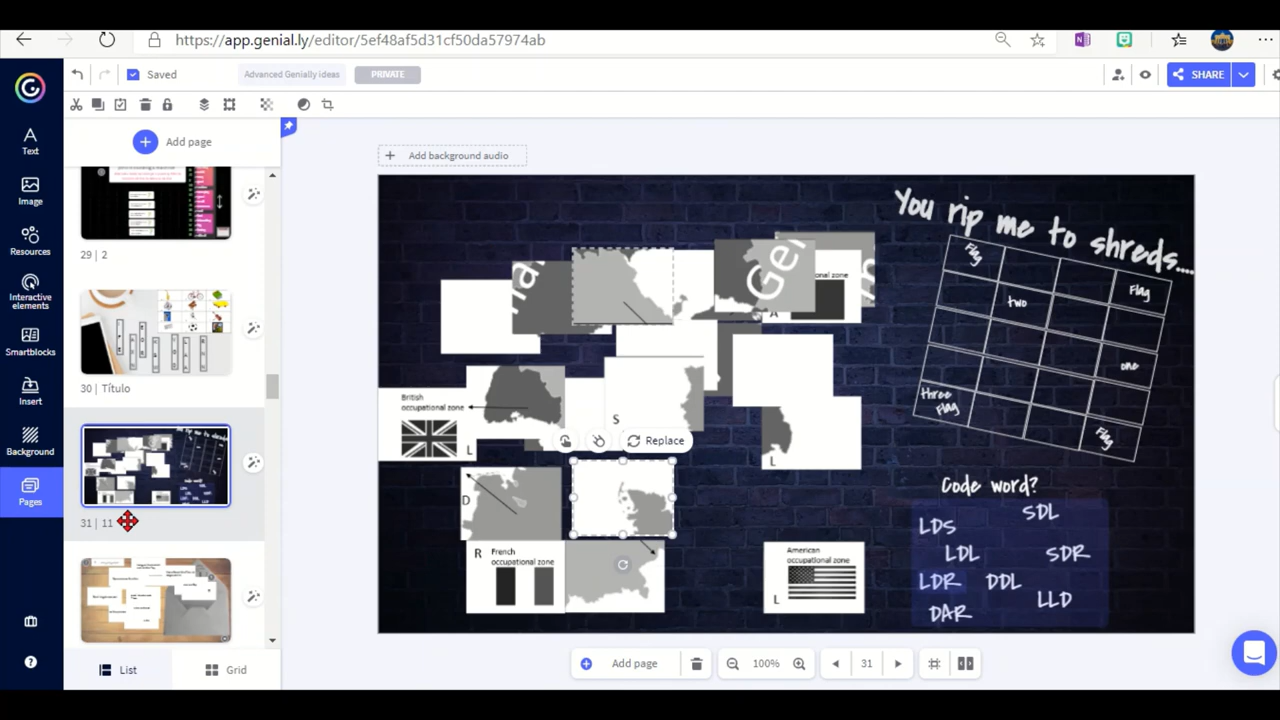 https://app.genial.ly/editor/5ef48af5d31cf50da57974ab
Saved
Advanced Genially ideas
PRIVATE
SHARE
Add page
Text
Image
Resources
Interactive elements
Smartblocks
Insert
Background
Pages
29 | 2
30 | Título
31 | 11
List
Grid
Add background audio
You rip me to shreds....
Flag
Flag
two
one
three
Flag
Flag
Ger
zone
A
British
occupational zone
L
S
L
D
R
French
occupational zone
American
occupational zone
L
Replace
Code word?
LDS
SDL
LDL
SDR
LDR
DDL
DAR
LLD
Add page
100%
31